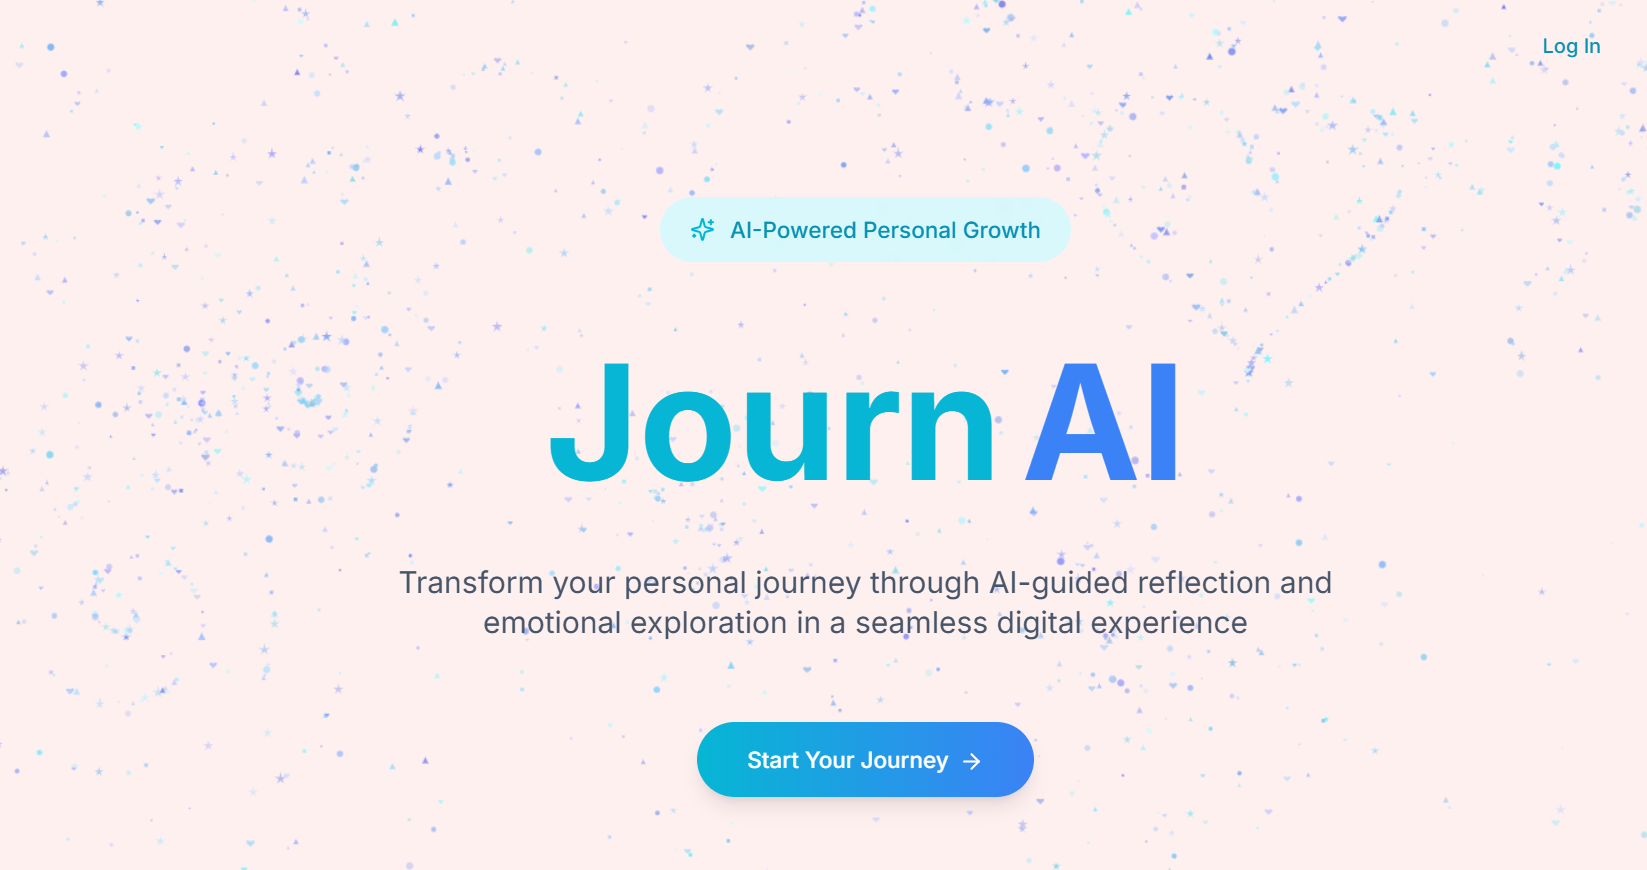 Log In
AI-Powered Personal Growth
Journ AI
Transform your personal journey through AI-guided reflection and
emotional exploration in a seamless digital experience
Start Your Journey →